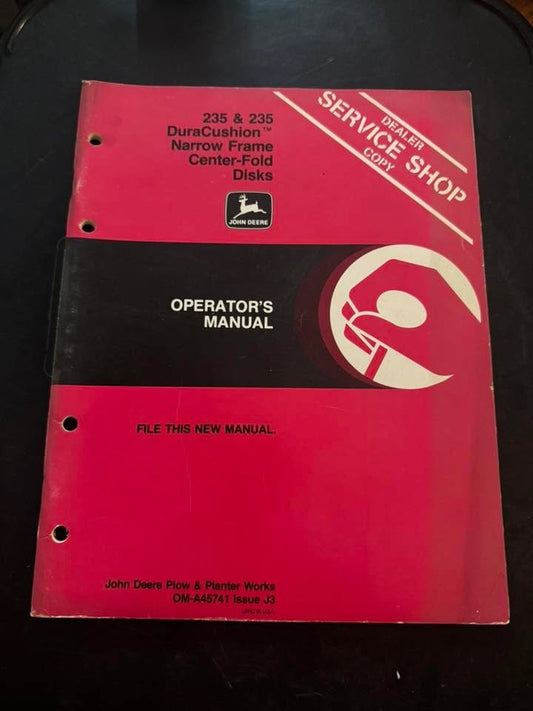 235 & 235
DuraCushion™
Narrow Frame
Center-Fold
Disks
JOHN DEERE
DEALER
SERVICE SHOP
COPY
OPERATOR'S
MANUAL
FILE THIS NEW MANUAL.
John Deere Plow & Planter Works
OM-A45741 Issue J3